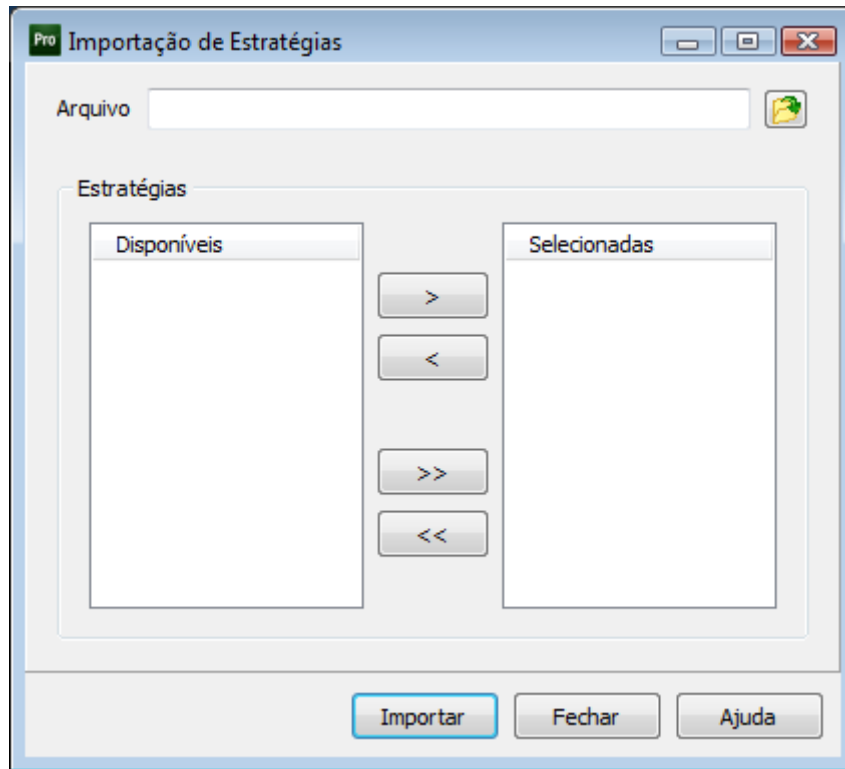 Pro Importação de Estratégias
Arquivo
Estratégias
Disponíveis
Selecionadas
>
<
>>
<<
Importar
Fechar
Ajuda